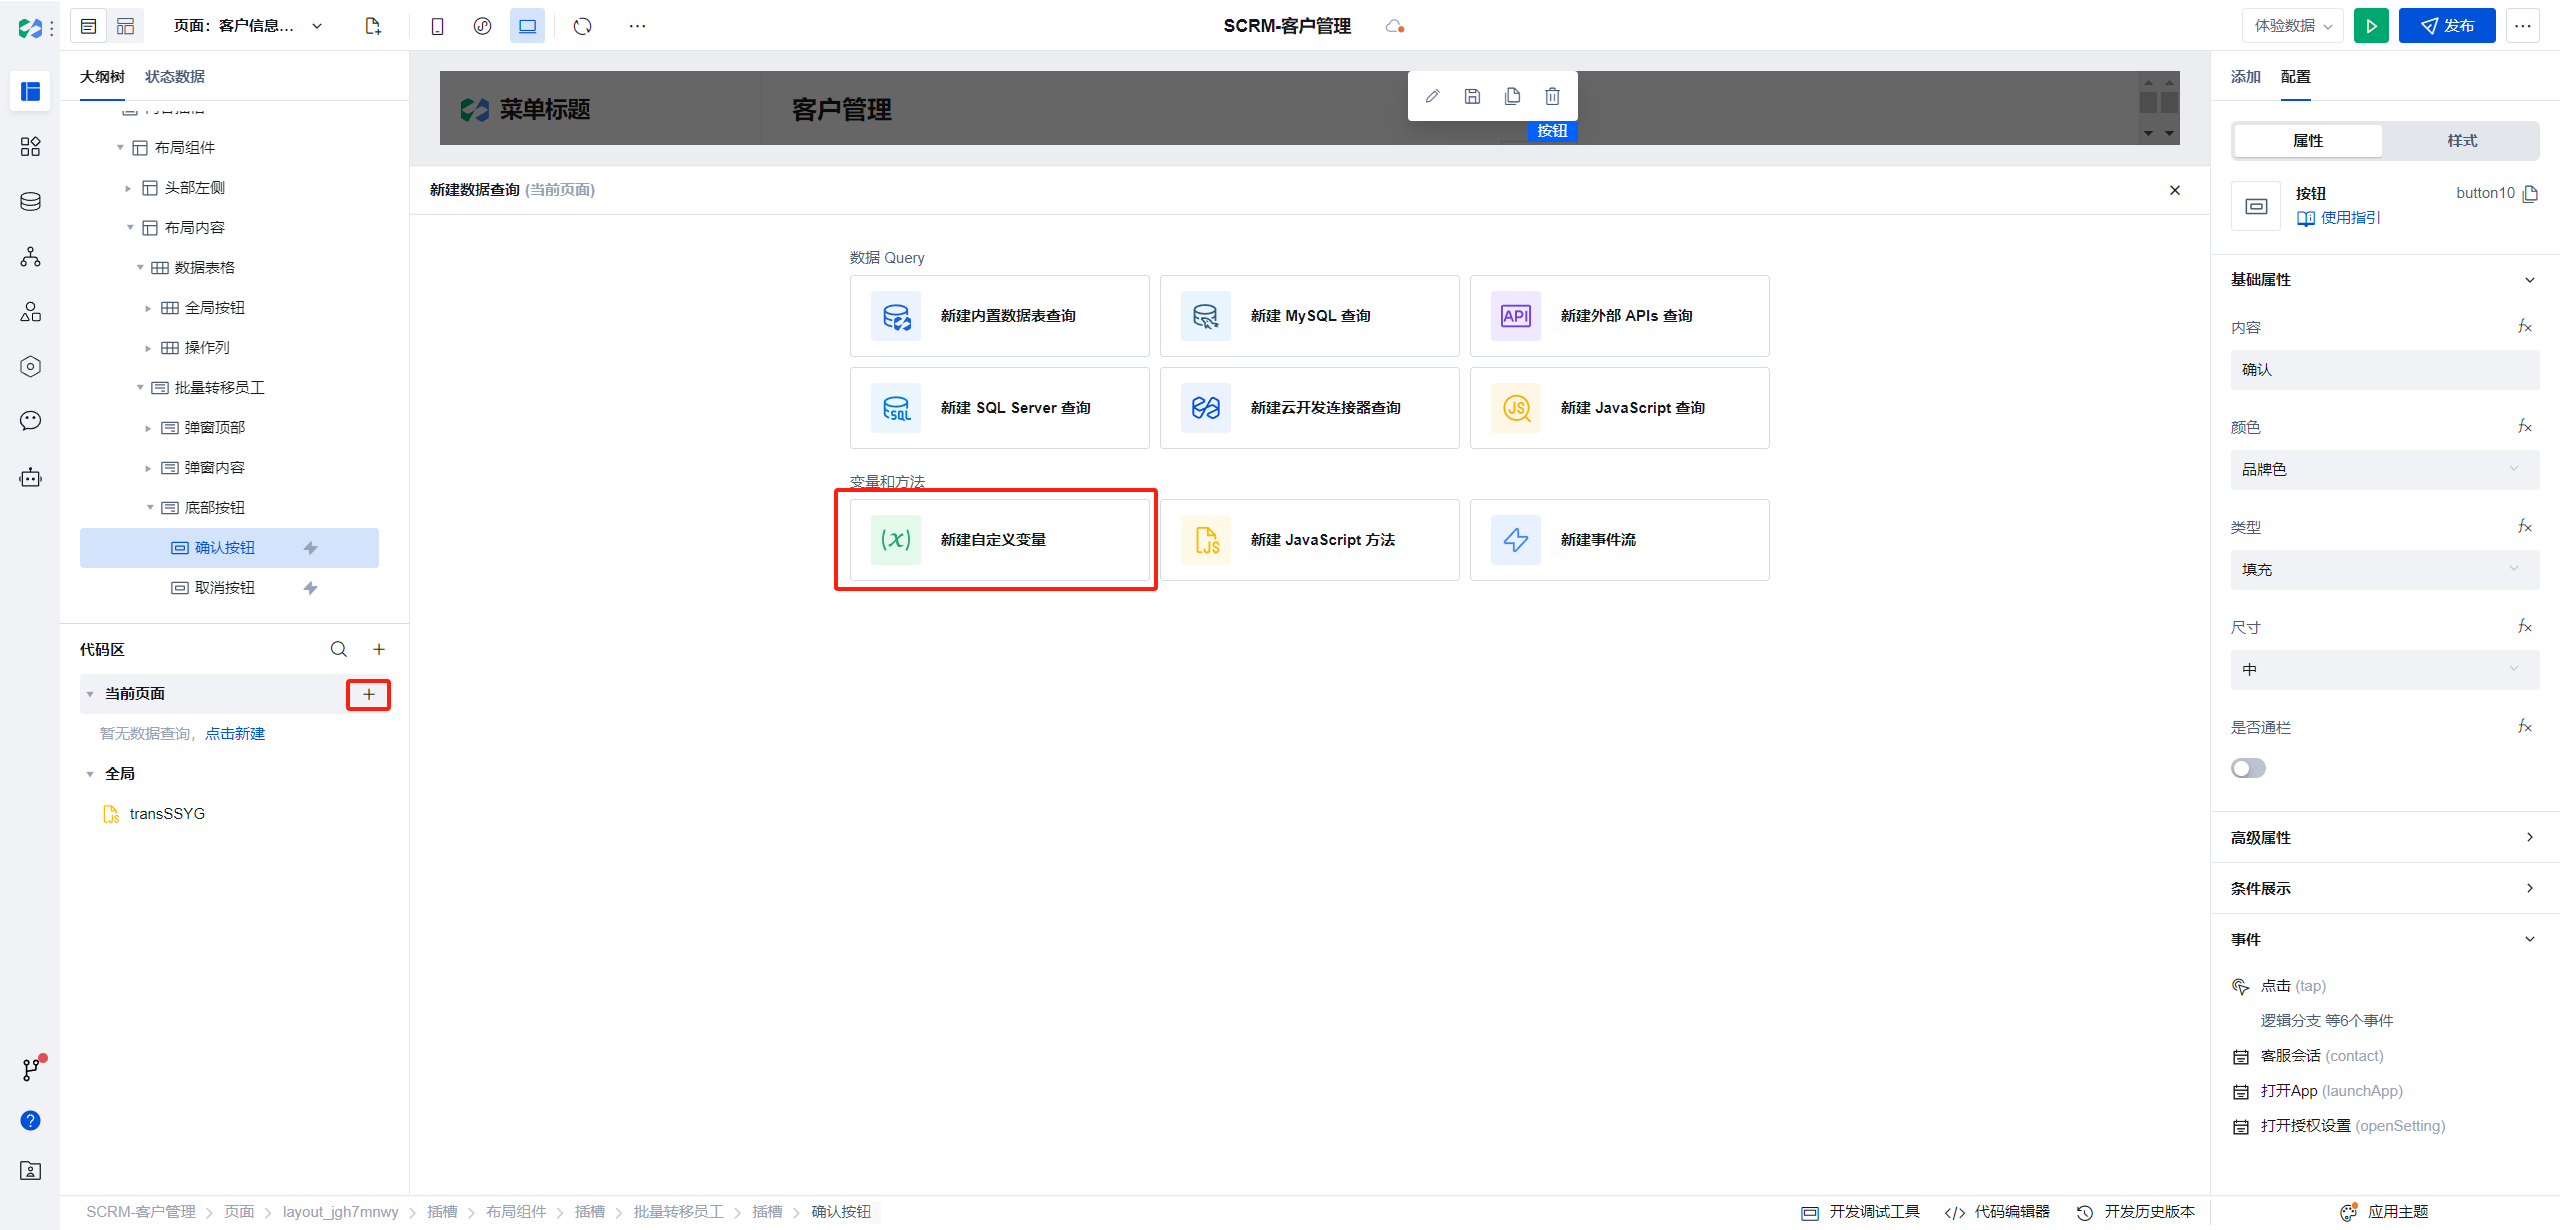 页面：客户信息...
SCRM-客户管理
体验数据
发布
大纲树
状态数据
布局组件
头部左侧
布局内容
数据表格
全局按钮
操作列
批量转移员工
弹窗顶部
弹窗内容
底部按钮
确认按钮
取消按钮
代码区
当前页面
暂无数据查询，点击新建
全局
JS transSSYG
菜单标题
客户管理
按钮
新建数据查询 (当前页面)
数据 Query
新建内置数据表查询
新建 MySQL 查询
API 新建外部 APIs 查询
SQL 新建 SQL Server 查询
新建云开发连接器查询
JS 新建 JavaScript 查询
变量和方法
(x) 新建自定义变量
JS 新建 JavaScript 方法
新建事件流
添加
配置
属性
样式
按钮
button10
使用指引
基础属性
内容 fx
确认
颜色 fx
品牌色
类型 fx
填充
尺寸 fx
中
是否通栏 fx
高级属性
条件展示
事件
点击 (tap)
逻辑分支 等6个事件
客服会话 (contact)
打开App (launchApp)
打开授权设置 (openSetting)
SCRM-客户管理 > 页面 > layout_jgh7mnwy > 插槽 > 布局组件 > 插槽 > 批量转移员工 > 插槽 > 确认按钮
开发调试工具
</> 代码编辑器
开发历史版本
应用主题